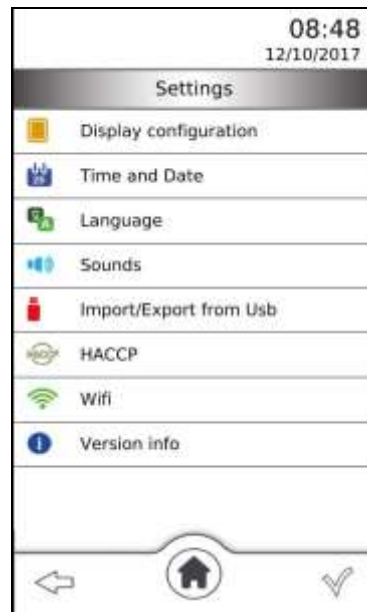 08:48
12/10/2017
Settings
Display configuration
Time and Date
Language
Sounds
Import/Export from Usb
HACCP
Wifi
Version info